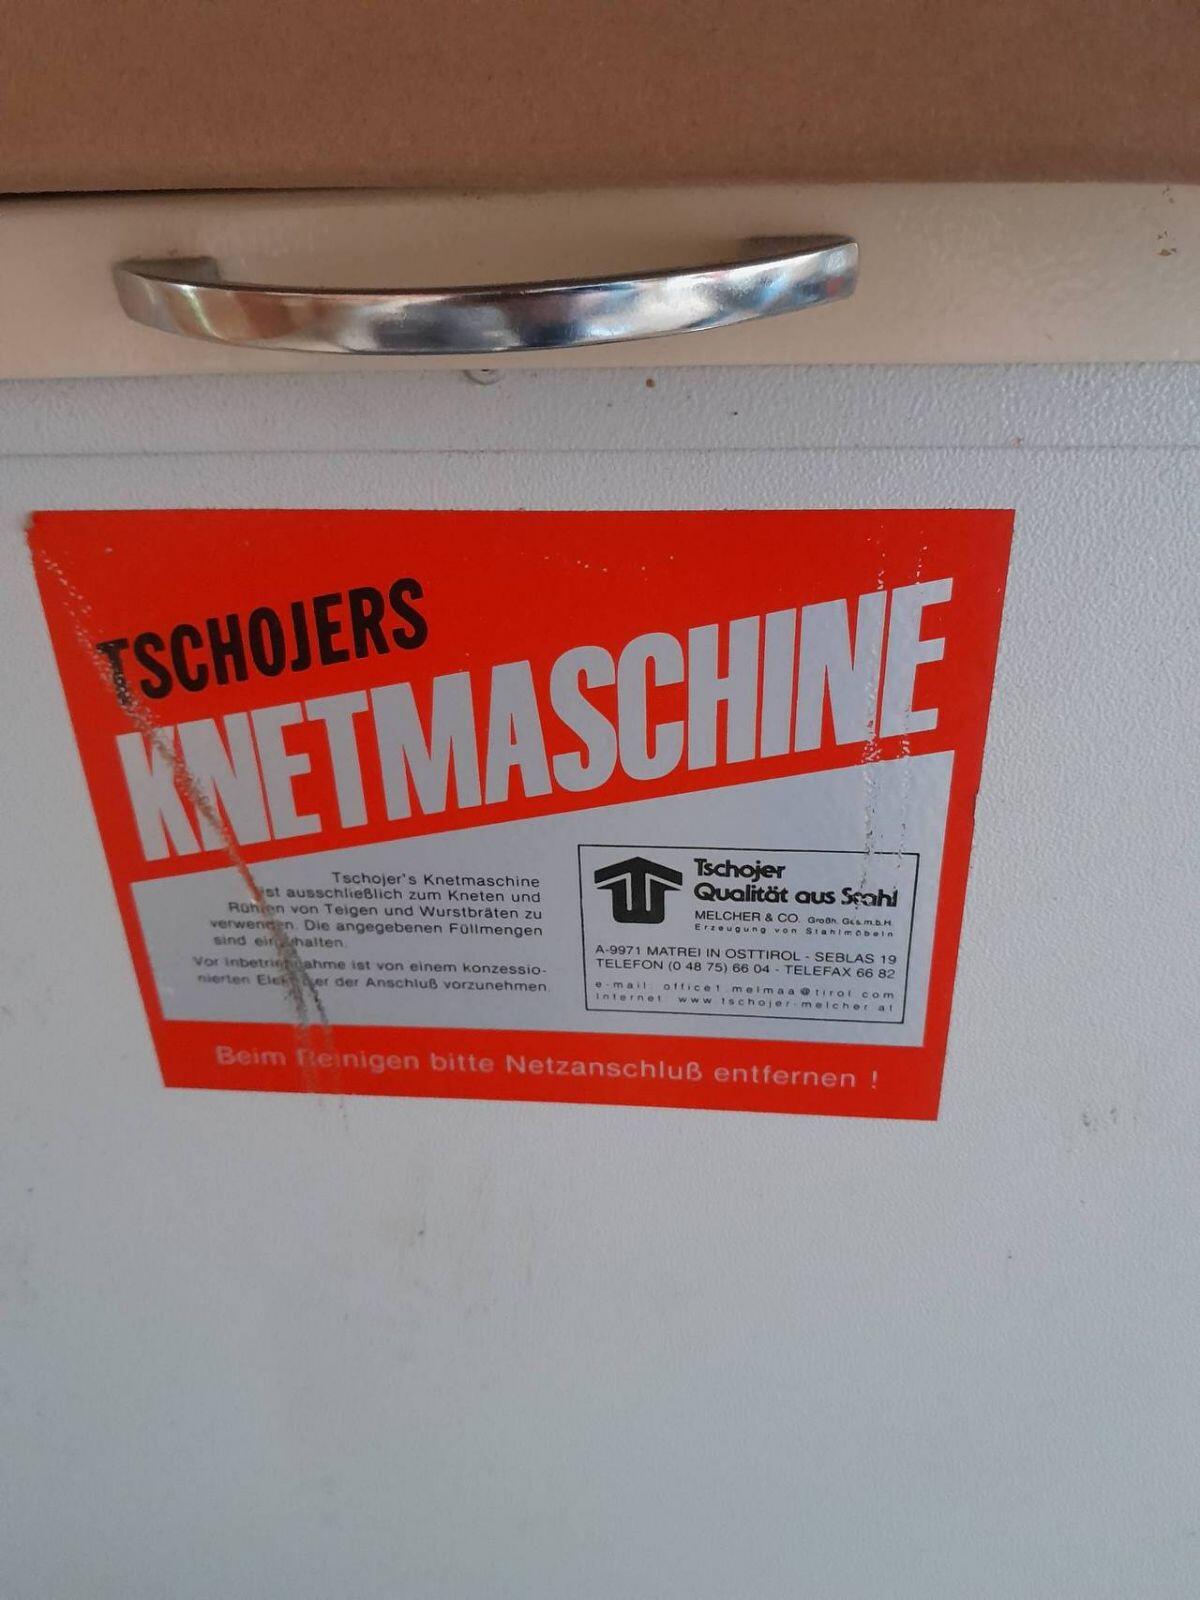 TSCHOJERS
KNETMASCHINE
Tschojer's Knetmaschine
ist ausschließlich zum Kneten und
Rühren von Teigen und Wurstbräten zu
verwenden. Die angegebenen Füllmengen
sind einzuhalten.
Vor Inbetriebnahme ist von einem konzessio-
nierten Elektriker der Anschluß vorzunehmen.
Tschojer
Qualität aus Stahl
MELCHER & CO. Großh. Ges.m.b.H.
Erzeugung von Stahlmöbeln
A-9971 MATREI IN OSTTIROL - SEBLAS 19
TELEFON (0 48 75) 66 04 - TELEFAX 66 82
e-mail: office1.melmaa@tirol.com
Internet: www.tschojer-melcher.at
Beim Reinigen bitte Netzanschluß entfernen !